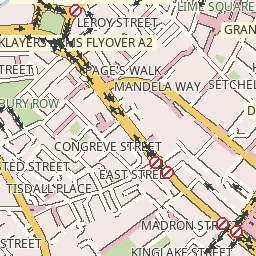 LIME SQUARE
LEROY STREET
GRAN
KLAYERS ARMS FLYOVER A2
STREET
PAGE'S WALK
MANDELA WAY
SETCHEL
BURY ROW
D
CONGREVE STREET
STED STREET
EAST STREET
TISDALL PLACE
MADRON STREET
STREET
KINGLAKE STREET